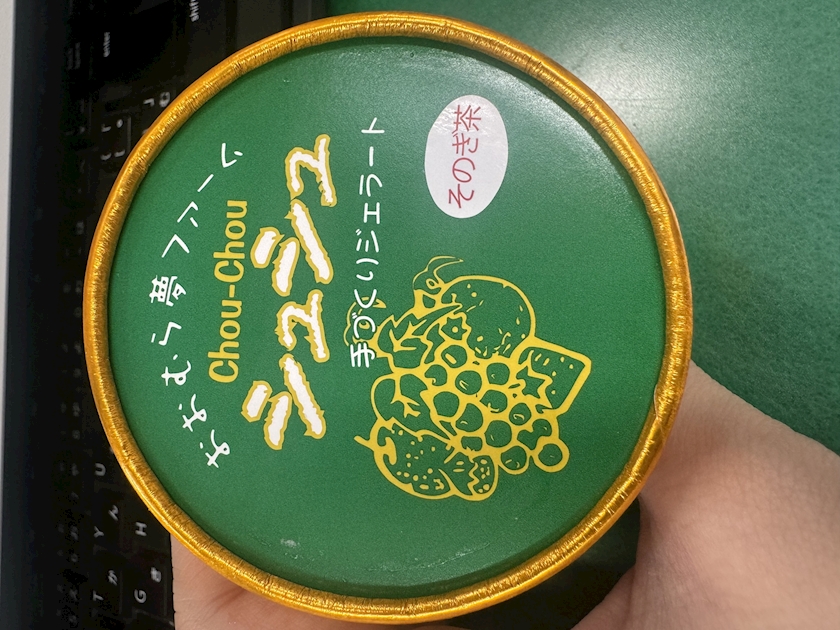 おおむら夢ファーム
Chou-Chou
シュシュ
手づくりジェラート
そのぎ茶